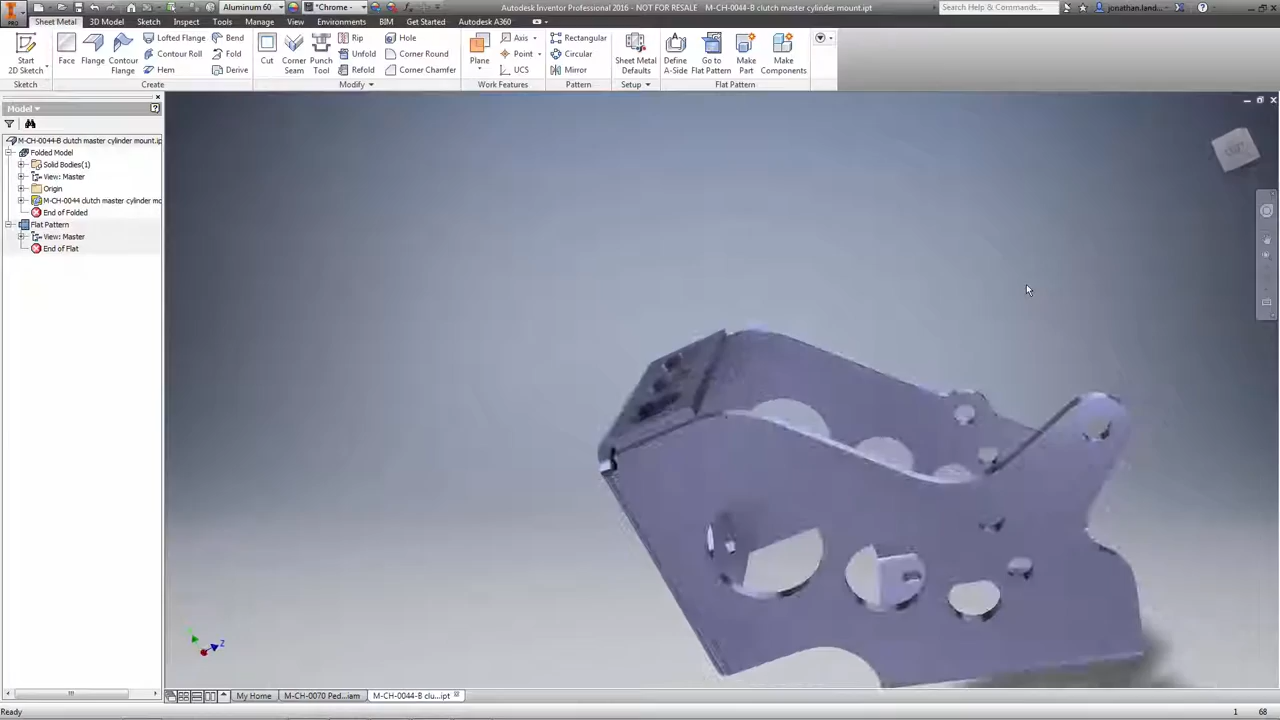 Aluminum 60
*Chrome
Autodesk Inventor Professional 2016 - NOT FOR RESALE M-CH-0044-B clutch master cylinder mount.ipt
Search Help & Commands...
jonathan.land...
PRO
Sheet Metal
3D Model
Sketch
Inspect
Tools
Manage
View
Environments
BIM
Get Started
Autodesk A360
Start
2D Sketch
Face
Flange
Contour
Flange
Lofted Flange
Contour Roll
Hem
Bend
Fold
Derive
Cut
Corner
Seam
Punch
Tool
Rip
Unfold
Refold
Hole
Corner Round
Corner Chamfer
Plane
Axis
Point
UCS
Rectangular
Circular
Mirror
Sheet Metal
Defaults
Define
A-Side
Go to
Flat Pattern
Make
Part
Make
Components
Sketch
Create
Modify
Work Features
Pattern
Setup
Flat Pattern
Model
M-CH-0044-B clutch master cylinder mount.ip
Folded Model
Solid Bodies(1)
View: Master
Origin
M-CH-0044 clutch master cylinder mo
End of Folded
Flat Pattern
View: Master
End of Flat
Z
My Home
M-CH-0070 Ped...iam
M-CH-0044-B clu...ipt
Ready
1
68